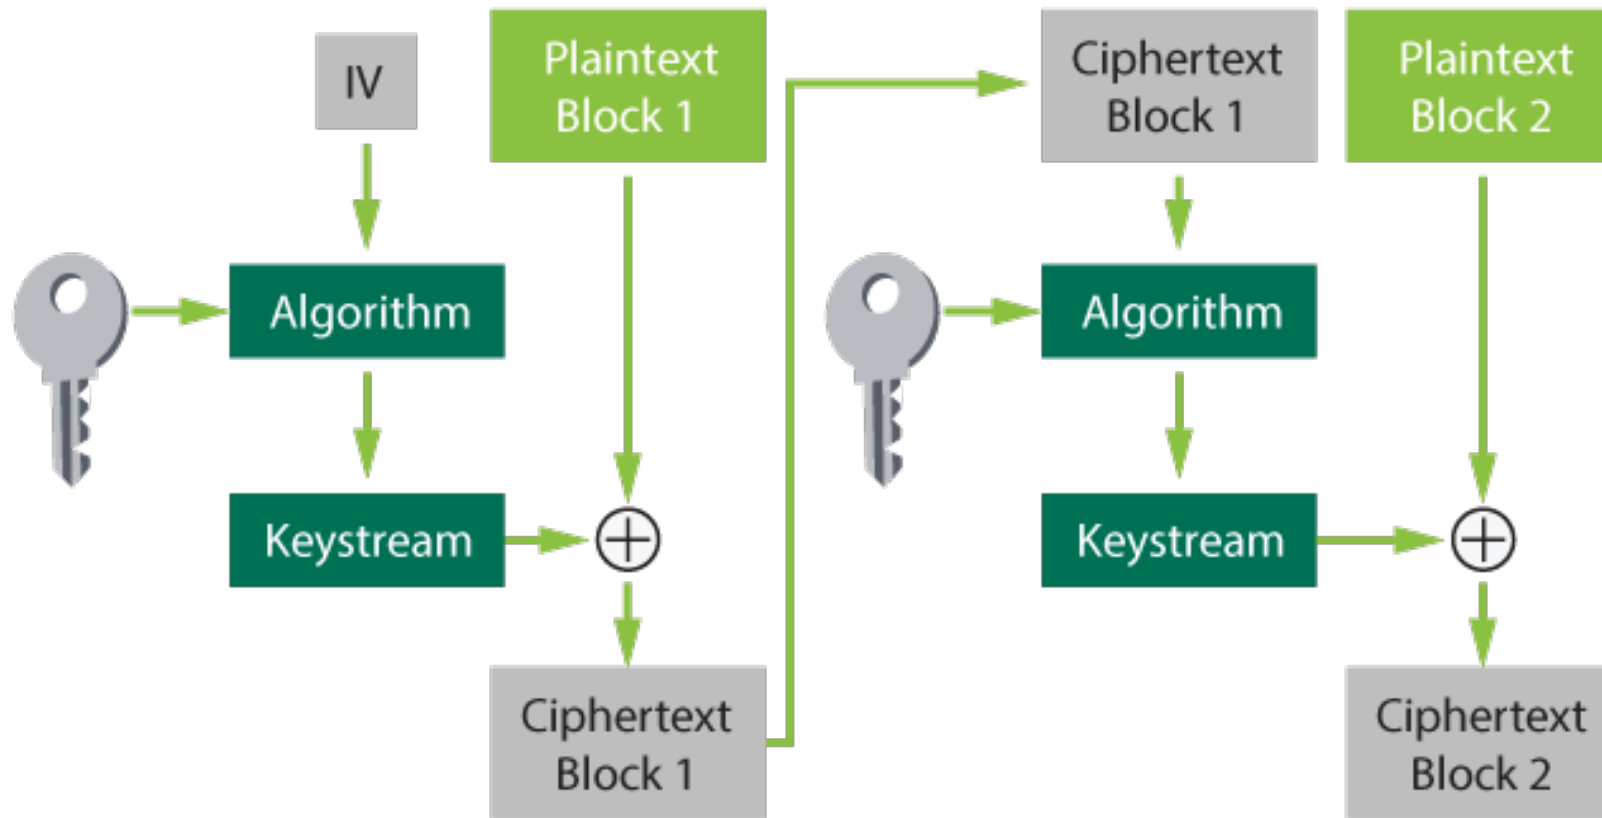 IV
Plaintext
Block 1
Ciphertext
Block 1
Plaintext
Block 2
Algorithm
Algorithm
Keystream
Keystream
Ciphertext
Block 1
Ciphertext
Block 2